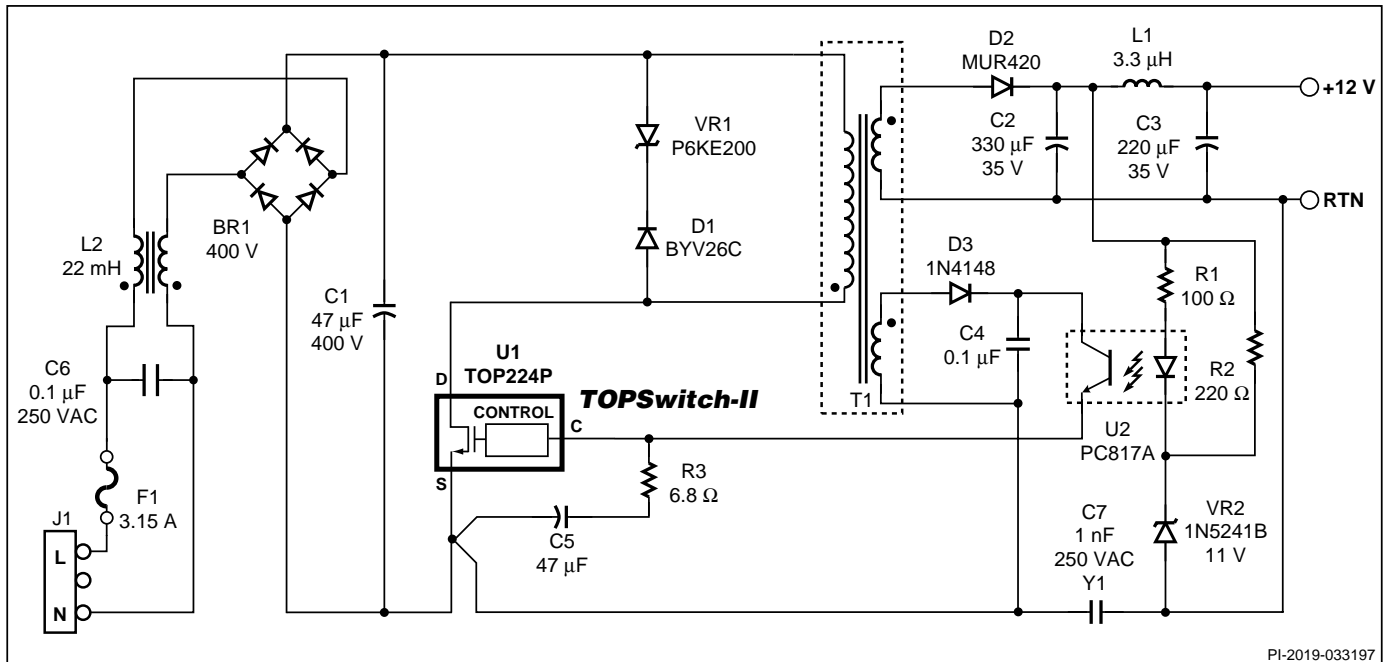 D2
MUR420
L1
3.3 µH
+12 V
VR1
P6KE200
C2
330 µF
35 V
C3
220 µF
35 V
RTN
BR1
400 V
L2
22 mH
D1
BYV26C
D3
1N4148
R1
100 Ω
C1
47 µF
400 V
C4
0.1 µF
R2
220 Ω
U1
TOP224P
TOPSwitch-II
T1
D
CONTROL
C
S
C6
0.1 µF
250 VAC
U2
PC817A
R3
6.8 Ω
F1
3.15 A
J1
L
N
C5
47 µF
C7
1 nF
250 VAC
Y1
VR2
1N5241B
11 V
PI-2019-033197